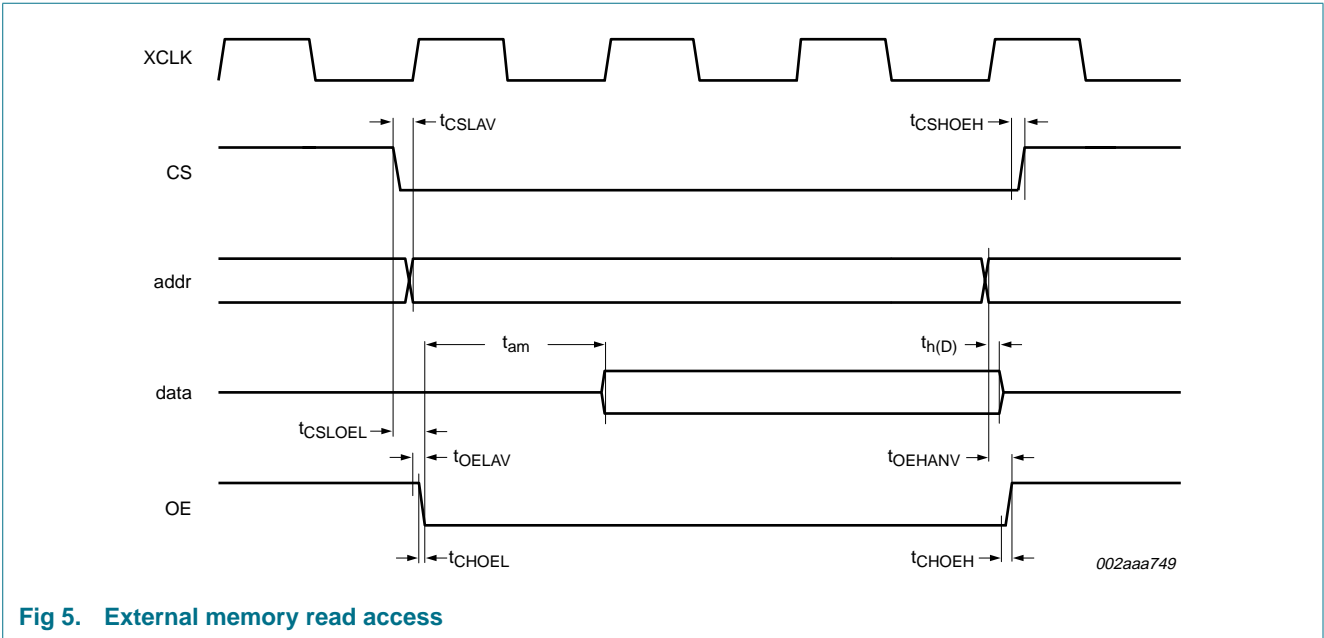 XCLK
tCSLAV
tCSHOEH
CS
addr
tam
th(D)
data
tCSLOEL
tOELAV
tOEHANV
OE
tCHOEL
tCHOEH
002aaa749
Fig 5. External memory read access